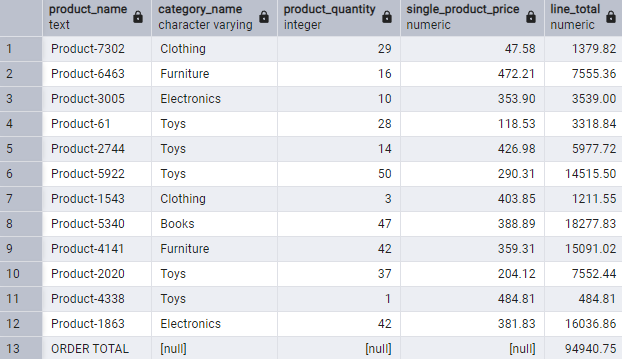 product_name category_name product_quantity single_product_price line_total
text character varying integer numeric numeric
1 Product-7302 Clothing 29 47.58 1379.82
2 Product-6463 Furniture 16 472.21 7555.36
3 Product-3005 Electronics 10 353.90 3539.00
4 Product-61 Toys 28 118.53 3318.84
5 Product-2744 Toys 14 426.98 5977.72
6 Product-5922 Toys 50 290.31 14515.50
7 Product-1543 Clothing 3 403.85 1211.55
8 Product-5340 Books 47 388.89 18277.83
9 Product-4141 Furniture 42 359.31 15091.02
10 Product-2020 Toys 37 204.12 7552.44
11 Product-4338 Toys 1 484.81 484.81
12 Product-1863 Electronics 42 381.83 16036.86
13 ORDER TOTAL [null] [null] [null] 94940.75